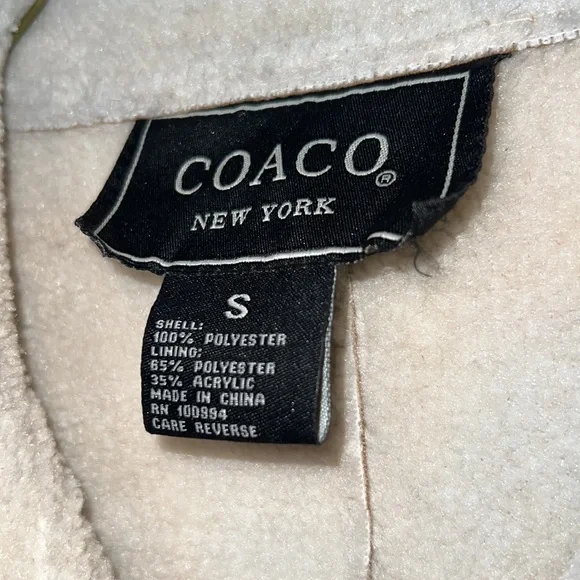 COACO®
NEW YORK
S
SHELL:
100% POLYESTER
LINING:
65% POLYESTER
35% ACRYLIC
MADE IN CHINA
RN 100994
CARE REVERSE